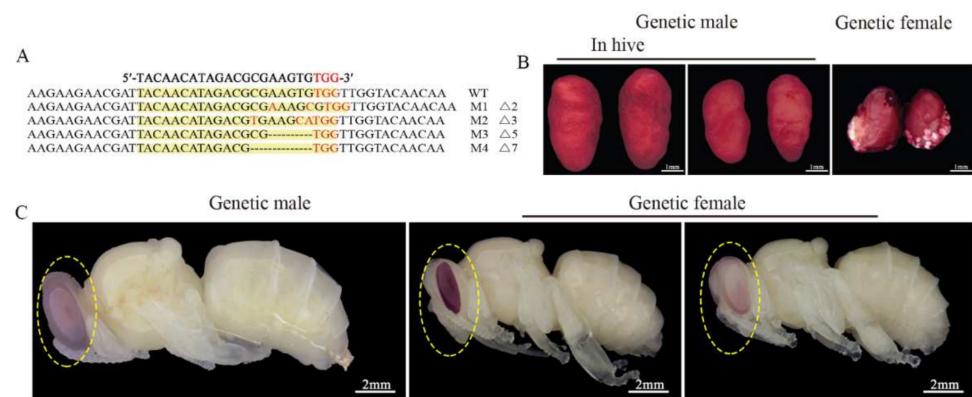 A
5′-TACAACATAGACGCGAAGTGTGG-3′
AAGAAGAACGATTACAACATAGACGCGAAGTGTGGTTGGTACAACAA WT
AAGAAGAACGATTACAACATAGACGCGAAAGCGTGGTTGGTACAACAA M1 △2
AAGAAGAACGATTACAACATAGACGTGAAGCATGGTTGGTACAACAA M2 △3
AAGAAGAACGATTACAACATAGACGCG---------TGGTTGGTACAACAA M3 △5
AAGAAGAACGATTACAACATAGACG-------------TGGTTGGTACAACAA M4 △7
B
Genetic male
Genetic female
In hive
1mm
1mm
1mm
C
Genetic male
Genetic female
2mm
2mm
2mm